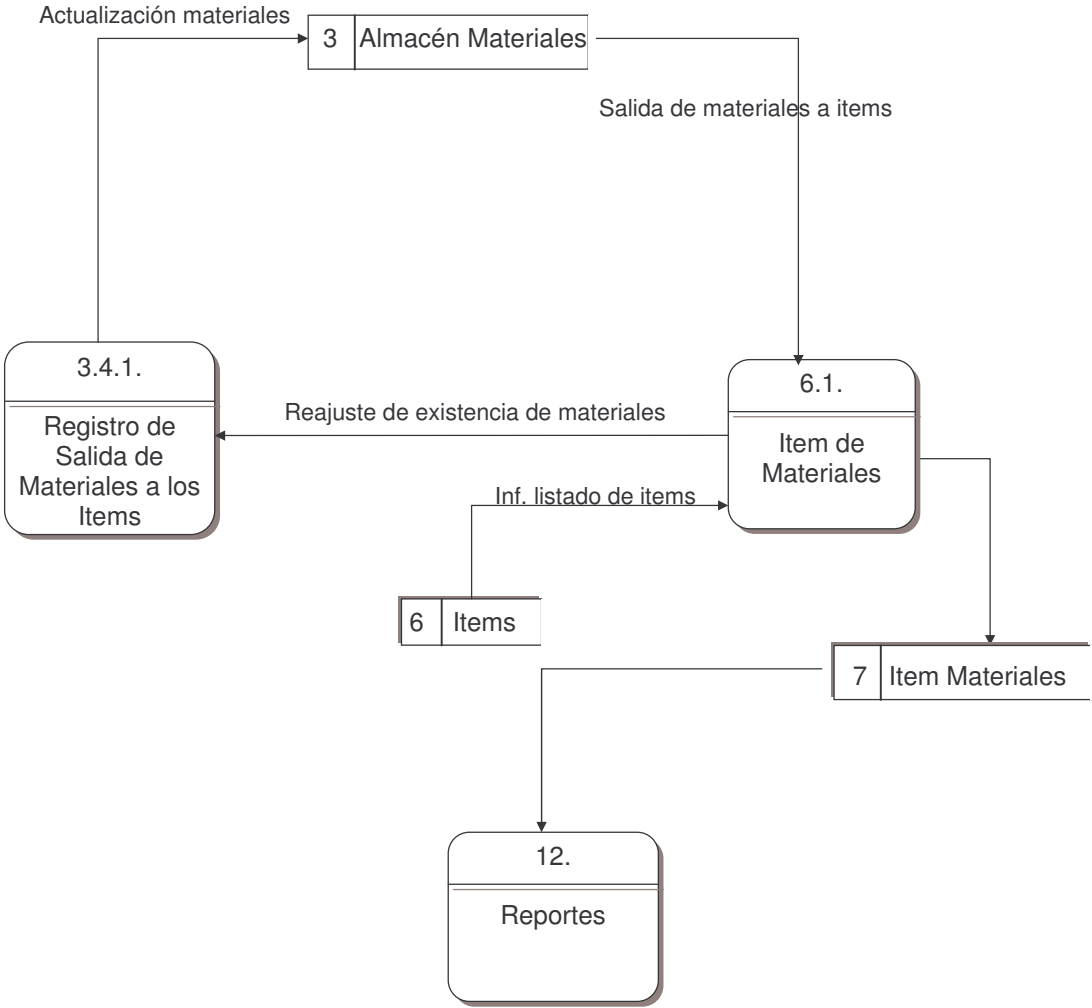 Actualización materiales
3 Almacén Materiales
Salida de materiales a items
3.4.1.
Registro de
Salida de
Materiales a los
Items
Reajuste de existencia de materiales
6.1.
Item de
Materiales
Inf. listado de items
6 Items
7 Item Materiales
12.
Reportes